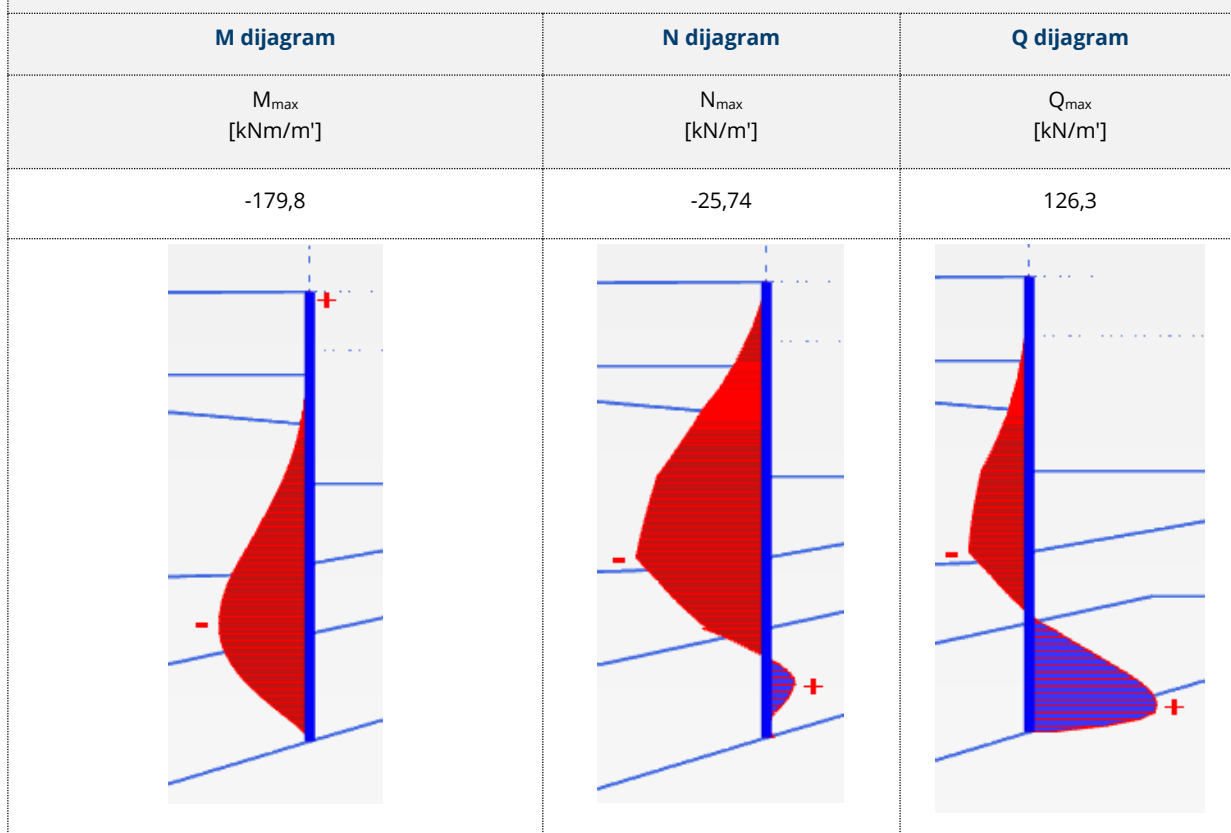 M dijagram
N dijagram
Q dijagram
Mmax
[kNm/m']
Nmax
[kN/m']
Qmax
[kN/m']
-179,8
-25,74
126,3
+
-
-
+
-
+